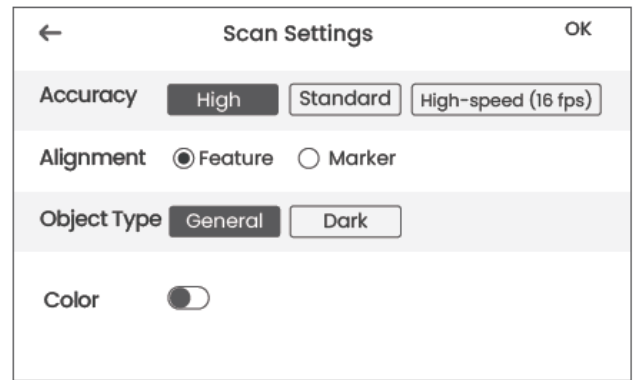 Scan Settings OK
Accuracy High Standard High-speed (16 fps)
Alignment Feature Marker
Object Type General Dark
Color